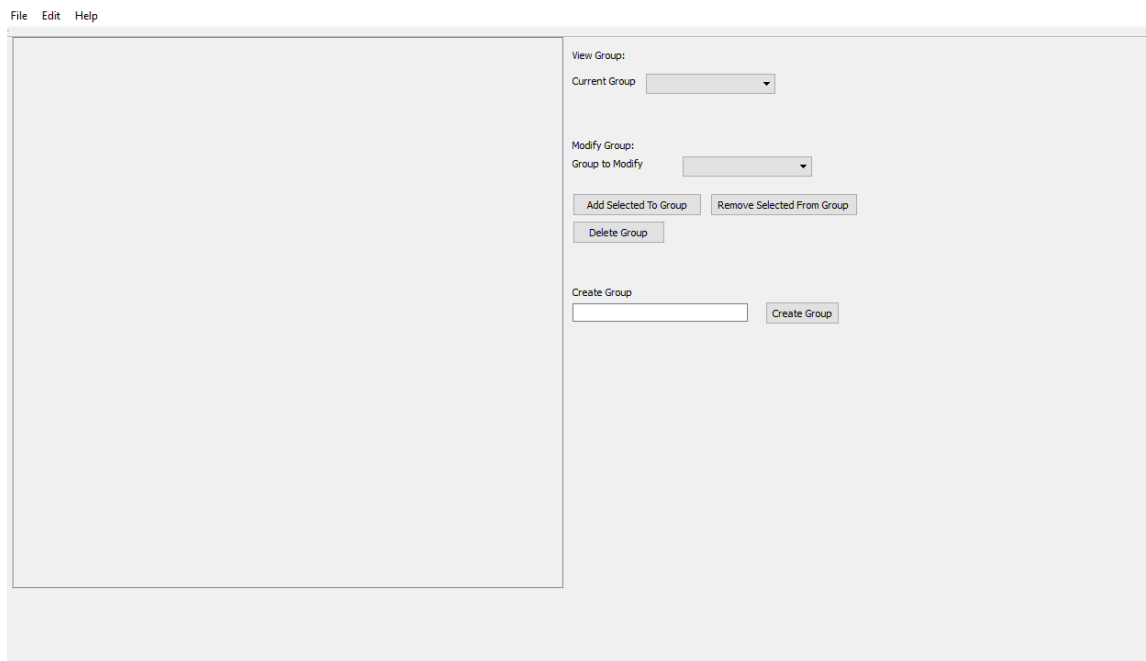 File Edit Help
View Group:
Current Group
Modify Group:
Group to Modify
Add Selected To Group Remove Selected From Group
Delete Group
Create Group
Create Group